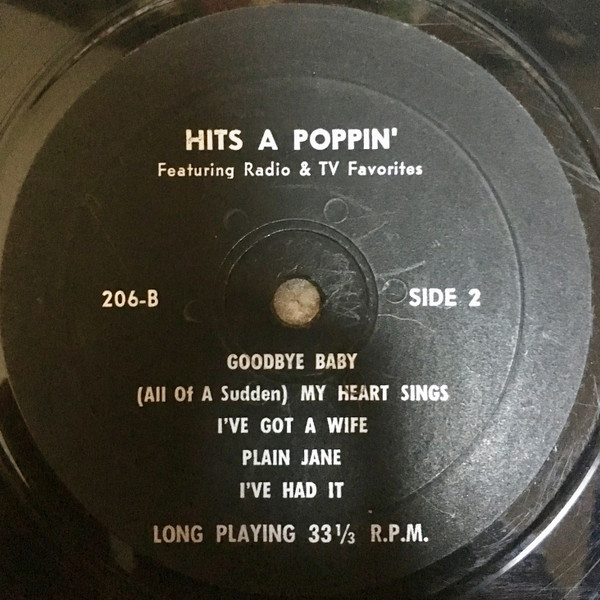 HITS A POPPIN'
Featuring Radio & TV Favorites
206-B
SIDE 2
GOODBYE BABY
(All Of A Sudden) MY HEART SINGS
I'VE GOT A WIFE
PLAIN JANE
I'VE HAD IT
LONG PLAYING 33⅓ R.P.M.